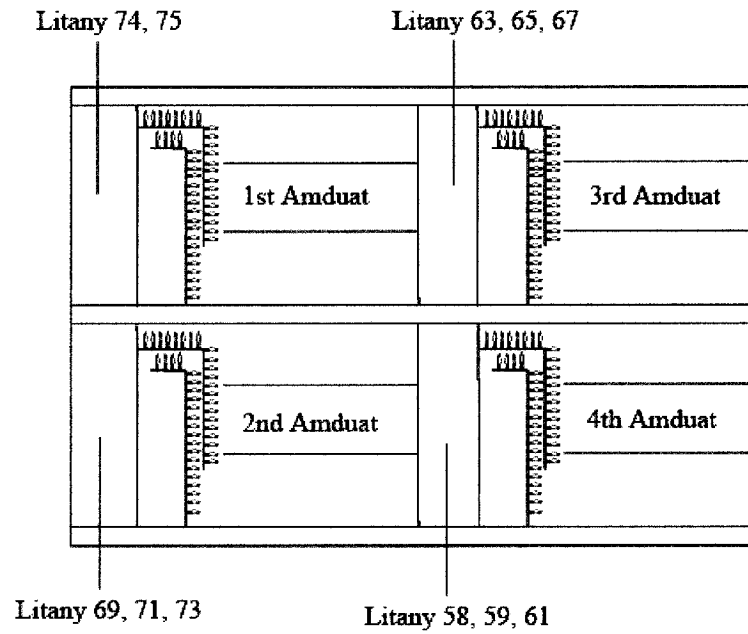 Litany 74, 75
Litany 63, 65, 67
1st Amduat
3rd Amduat
2nd Amduat
4th Amduat
Litany 69, 71, 73
Litany 58, 59, 61